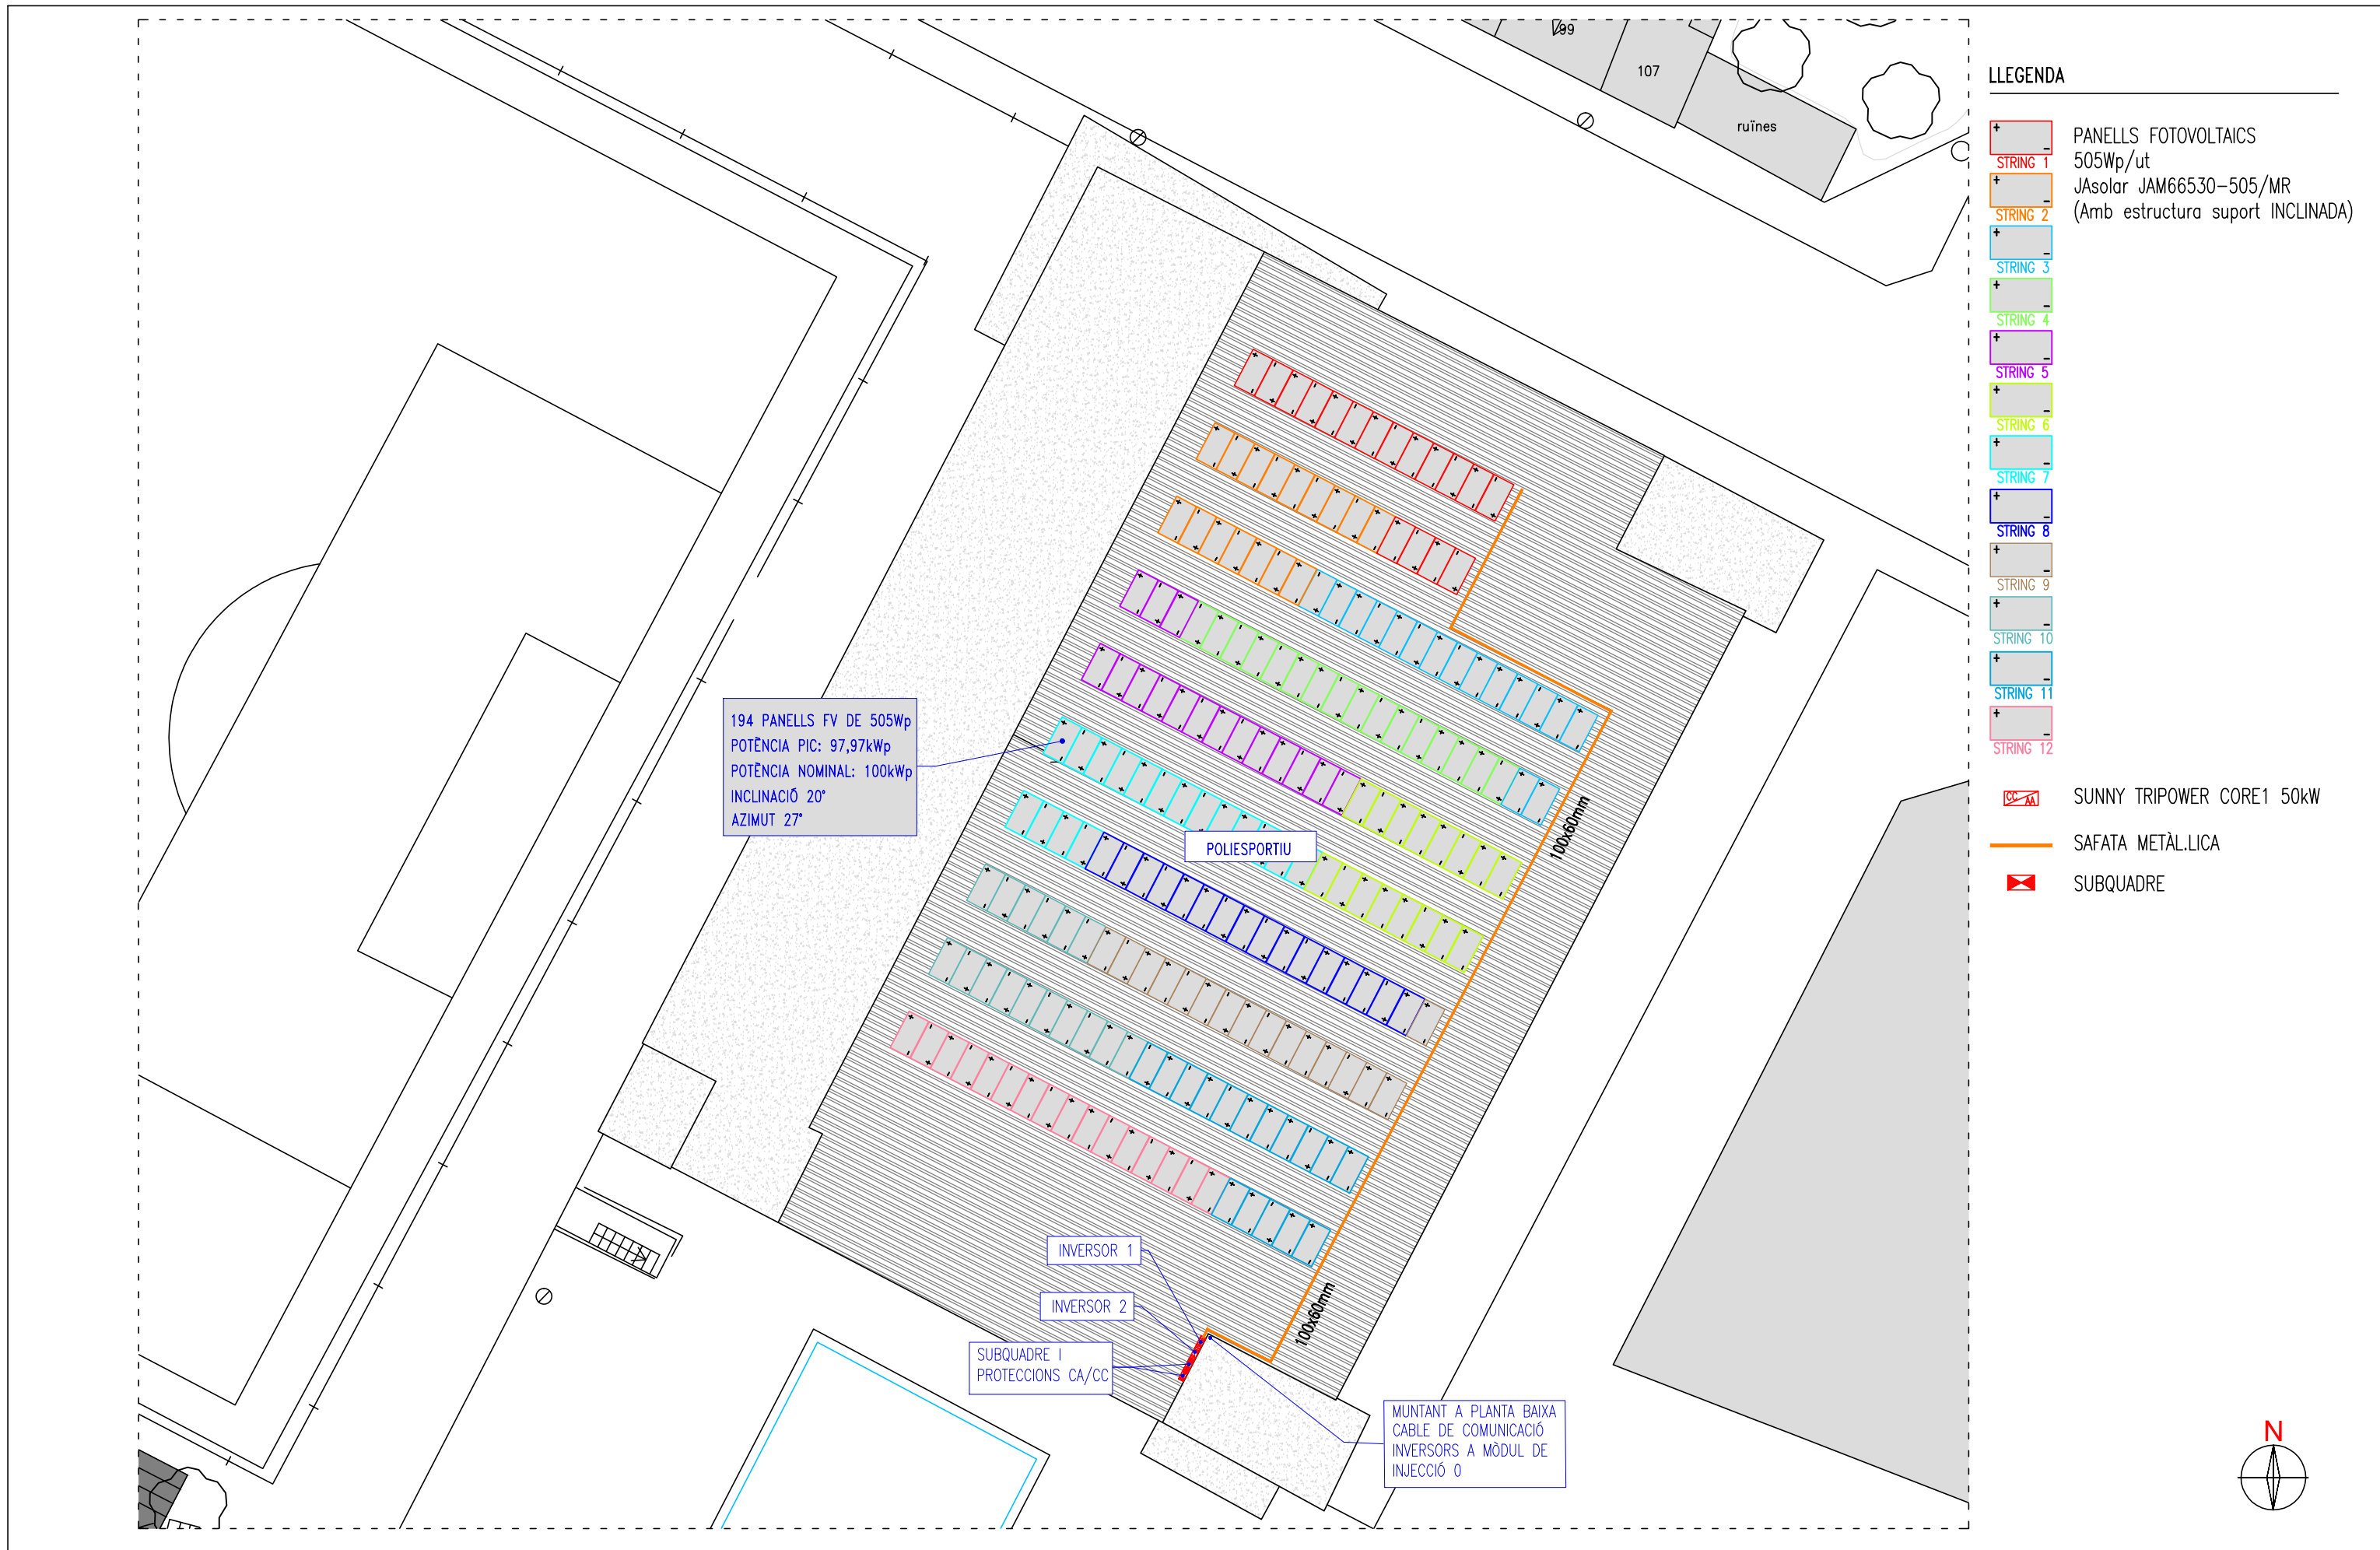 99
107
ruïnes
LLEGENDA
STRING 1
STRING 2
STRING 3
STRING 4
STRING 5
STRING 6
STRING 7
STRING 8
STRING 9
STRING 10
STRING 11
STRING 12
PANELLS FOTOVOLTAICS
505Wp/ut
JAsolar JAM66530-505/MR
(Amb estructura suport INCLINADA)
CC AA
SUNNY TRIPOWER CORE1 50kW
SAFATA METÀL.LICA
SUBQUADRE
194 PANELLS FV DE 505Wp
POTÈNCIA PIC: 97,97kWp
POTÈNCIA NOMINAL: 100kWp
INCLINACIÓ 20°
AZIMUT 27°
POLIESPORTIU
100x60mm
100x60mm
INVERSOR 1
INVERSOR 2
SUBQUADRE I
PROTECCIONS CA/CC
MUNTANT A PLANTA BAIXA
CABLE DE COMUNICACIÓ
INVERSORS A MÒDUL DE
INJECCIÓ 0
N